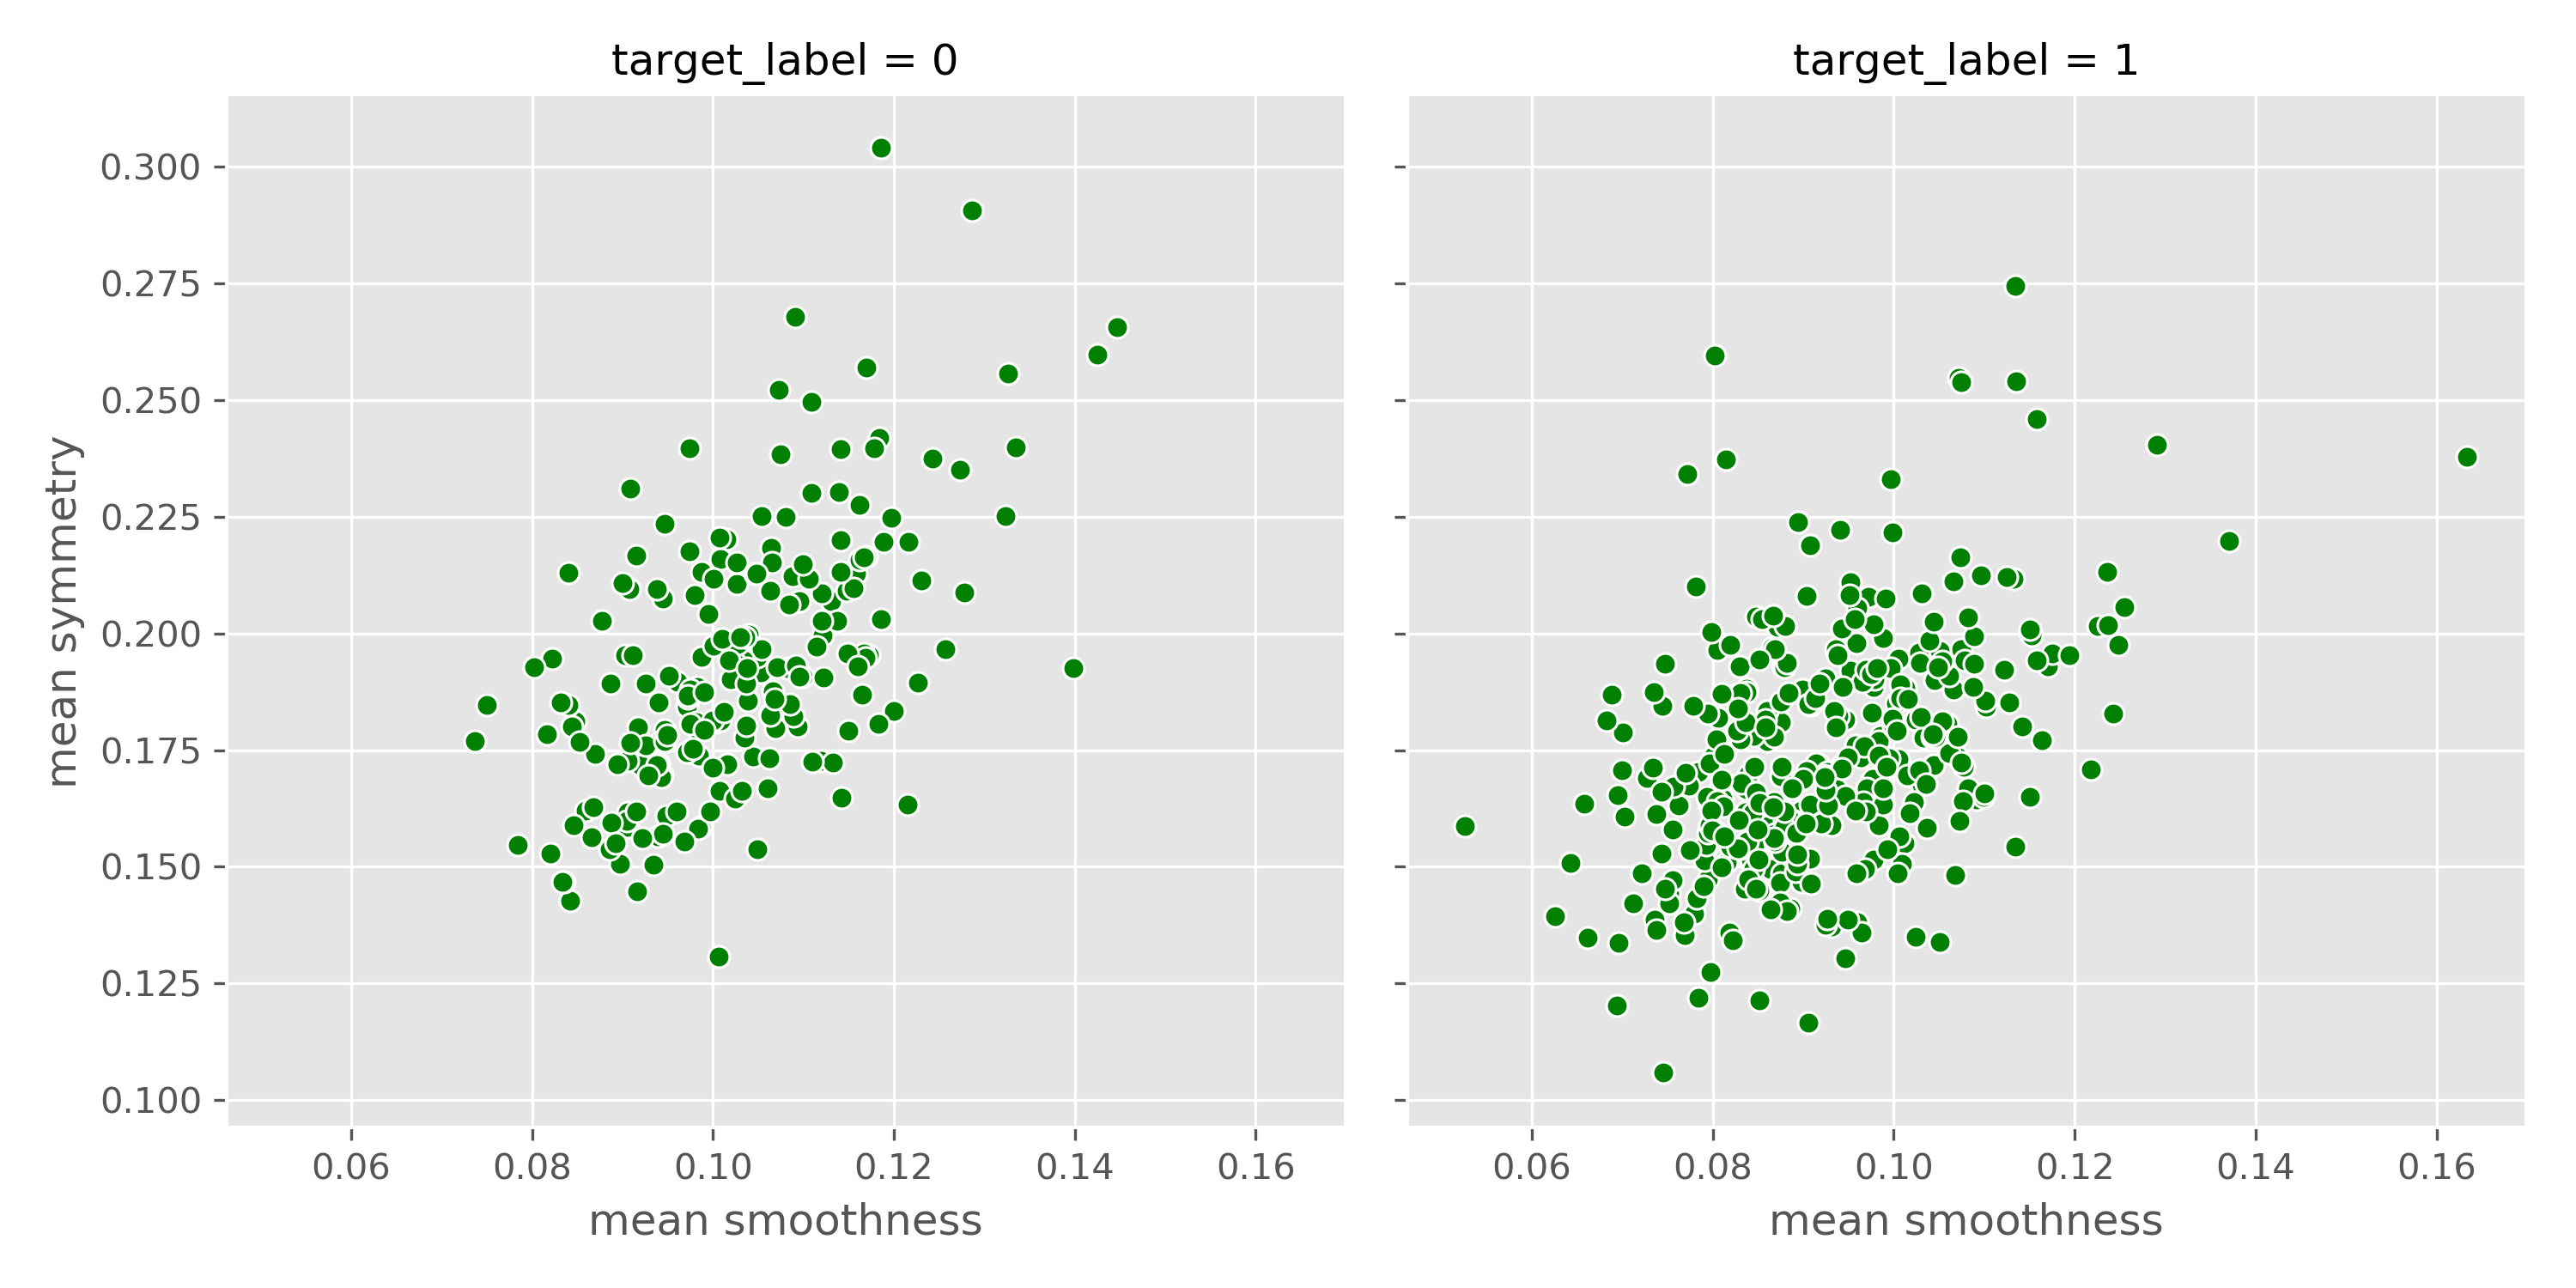 target_label = 0
target_label = 1
mean symmetry
0.300
0.275
0.250
0.225
0.200
0.175
0.150
0.125
0.100
0.06 0.08 0.10 0.12 0.14 0.16
0.06 0.08 0.10 0.12 0.14 0.16
mean smoothness
mean smoothness